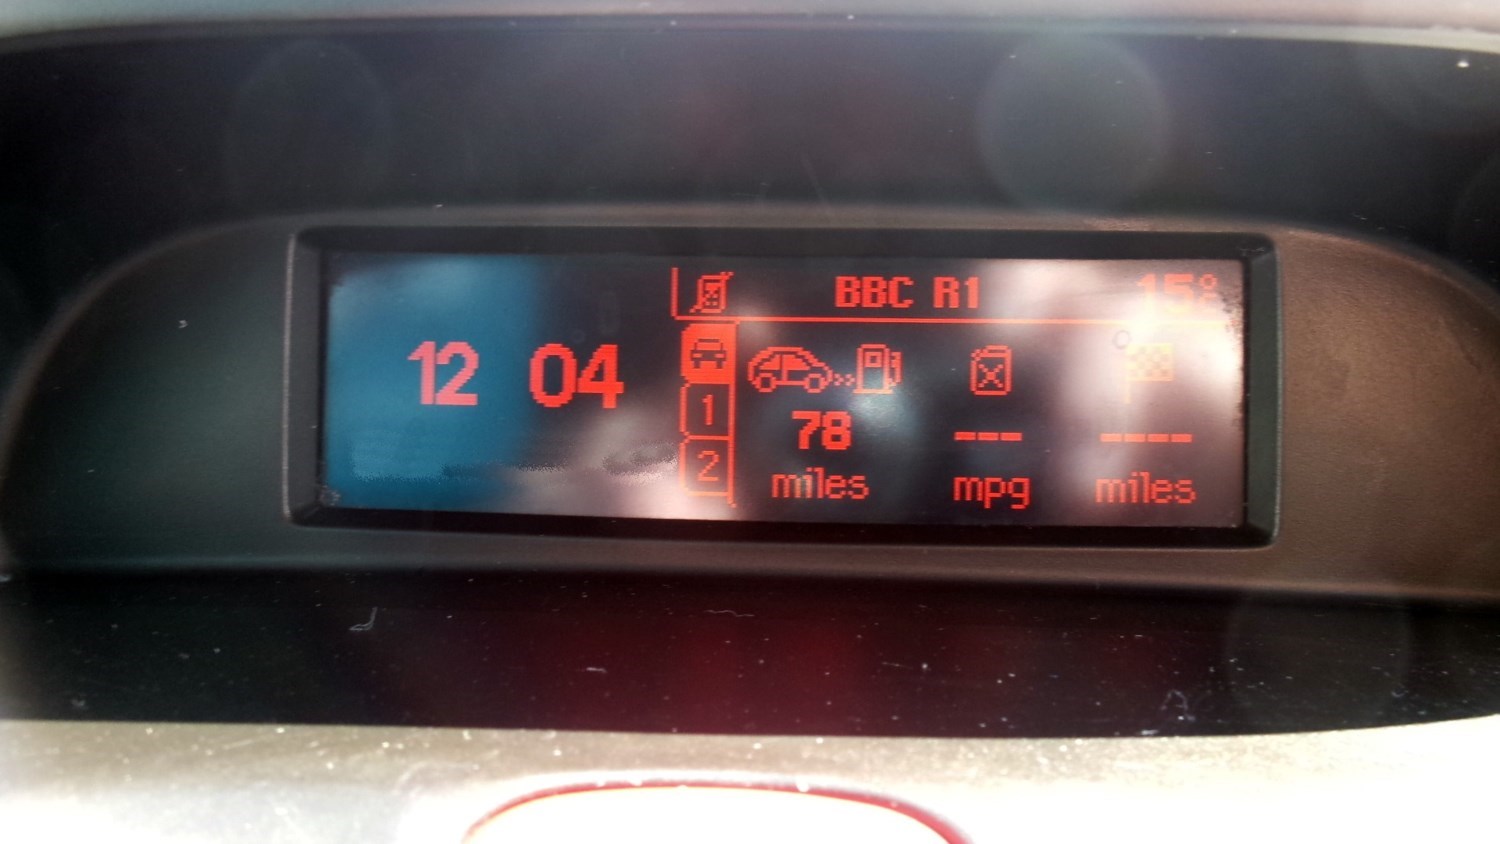 BBC R1 15°
12 04
1
2
78 --- ----
miles mpg miles